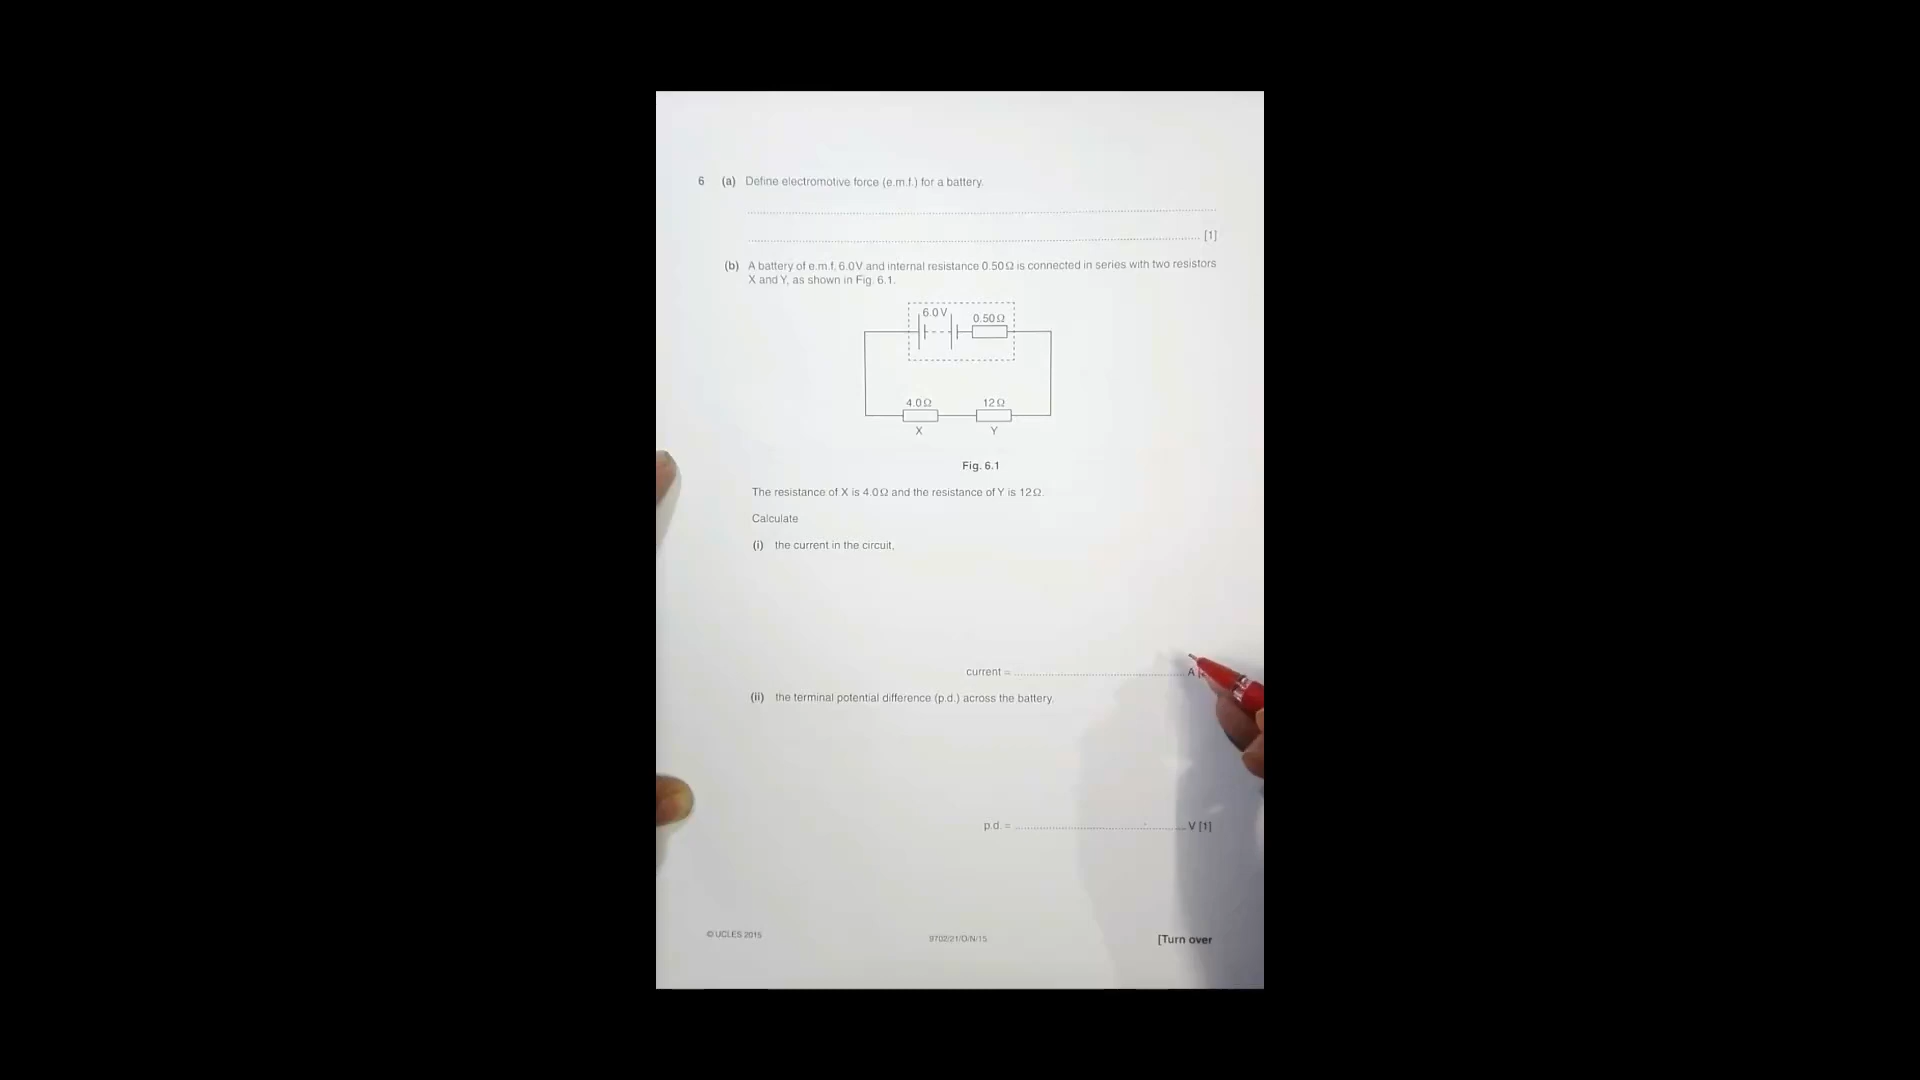 6 (a) Define electromotive force (e.m.f.) for a battery.
[1]
(b) A battery of e.m.f. 6.0V and internal resistance 0.50Ω is connected in series with two resistors
X and Y, as shown in Fig. 6.1.
6.0V
0.50Ω
4.0Ω 12Ω
X Y
Fig. 6.1
The resistance of X is 4.0Ω and the resistance of Y is 12Ω.
Calculate
(i) the current in the circuit,
current = A
(ii) the terminal potential difference (p.d.) across the battery.
p.d. = V [1]
© UCLES 2015 9702/21/O/N/15 [Turn over